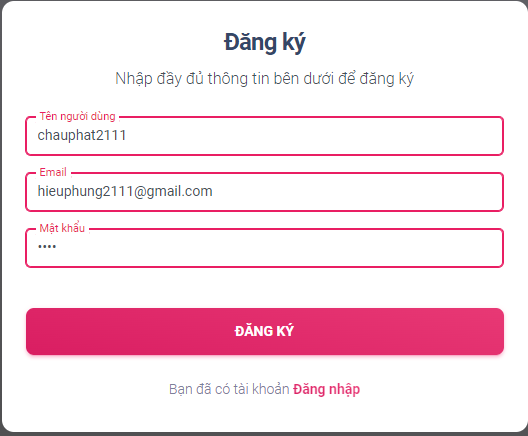 Đăng ký
Nhập đầy đủ thông tin bên dưới để đăng ký
Tên người dùng
chauphat2111
Email
hieuphung2111@gmail.com
Mật khẩu
••••
ĐĂNG KÝ
Bạn đã có tài khoản Đăng nhập